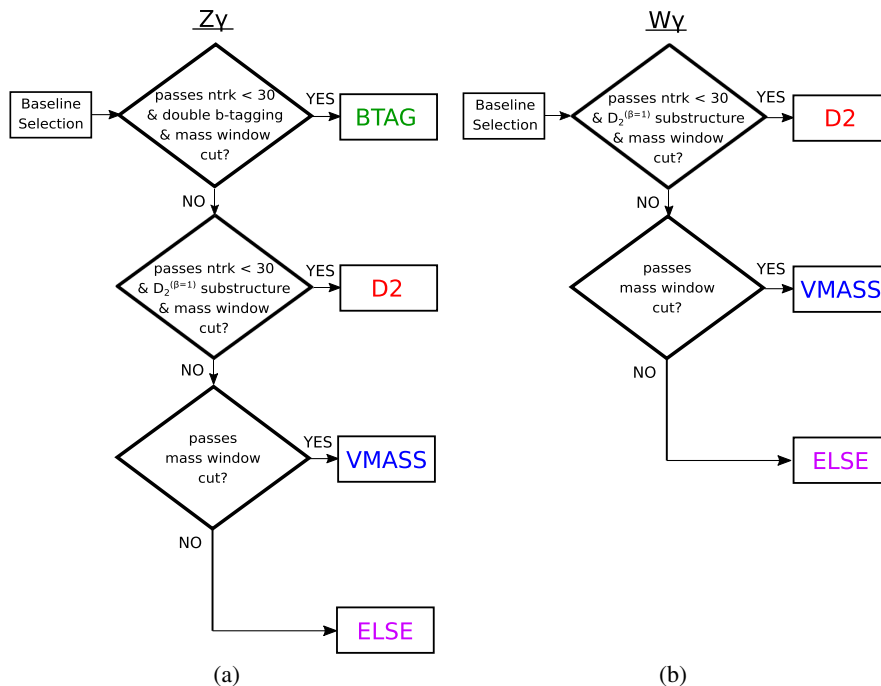 Zγ
Baseline
Selection
passes ntrk < 30
& double b-tagging
& mass window
cut?
YES
BTAG
NO
passes ntrk < 30
& D₂⁽ᵝ⁼¹⁾ substructure
& mass window
cut?
YES
D2
NO
passes
mass window
cut?
YES
VMASS
NO
ELSE
(a)
Wγ
Baseline
Selection
passes ntrk < 30
& D₂⁽ᵝ⁼¹⁾ substructure
& mass window
cut?
YES
D2
NO
passes
mass window
cut?
YES
VMASS
NO
ELSE
(b)